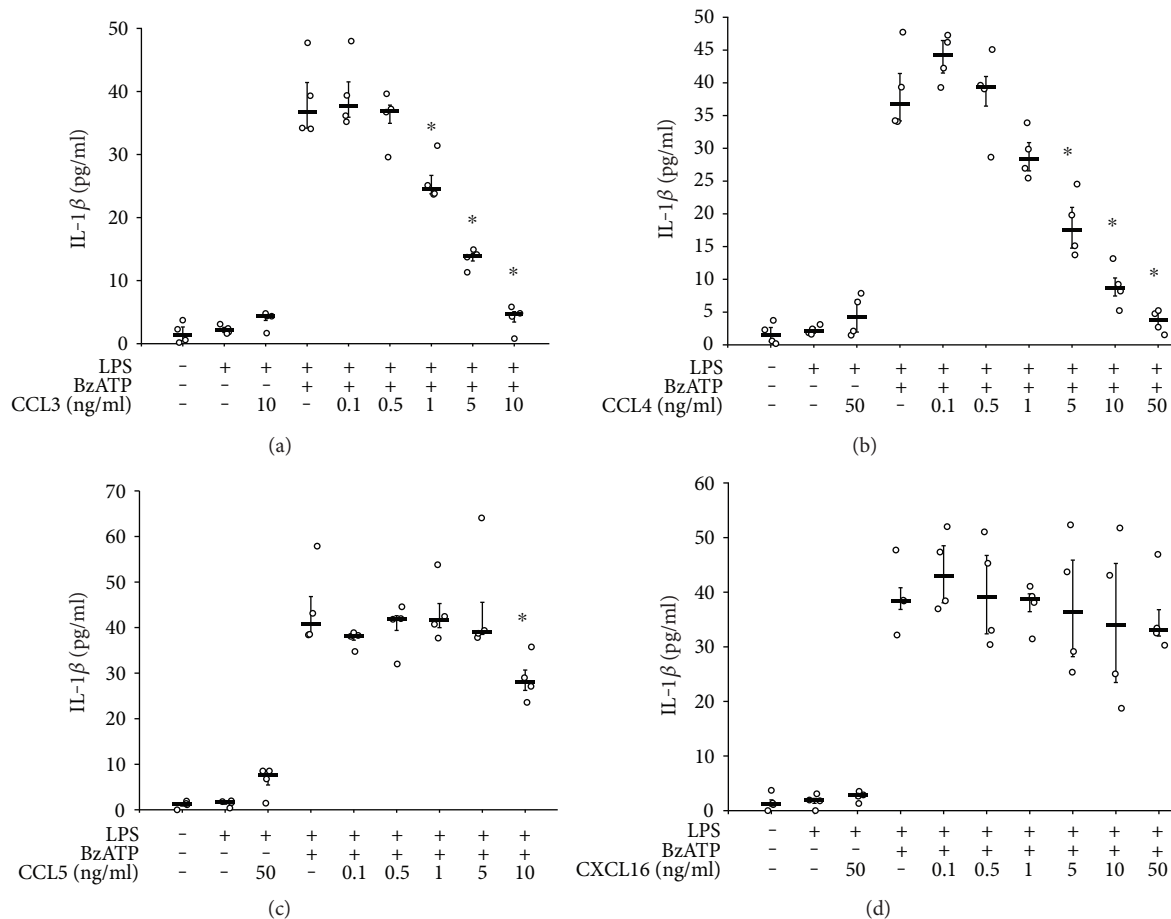 50
40
30
20
10
0
IL-1β (pg/ml)
* * *
LPS - + + + + + + + +
BzATP - - - + + + + + +
CCL3 (ng/ml) - - 10 - 0.1 0.5 1 5 10
(a)
50
45
40
35
30
25
20
15
10
5
0
IL-1β (pg/ml)
* * *
LPS - + + + + + + + + +
BzATP - - - + + + + + + +
CCL4 (ng/ml) - - 50 - 0.1 0.5 1 5 10 50
(b)
70
60
50
40
30
20
10
0
IL-1β (pg/ml)
*
LPS - + + + + + + + +
BzATP - - - + + + + + +
CCL5 (ng/ml) - - 50 - 0.1 0.5 1 5 10
(c)
60
50
40
30
20
10
0
IL-1β (pg/ml)
LPS - + + + + + + + + +
BzATP - - - + + + + + + +
CXCL16 (ng/ml) - - 50 - 0.1 0.5 1 5 10 50
(d)